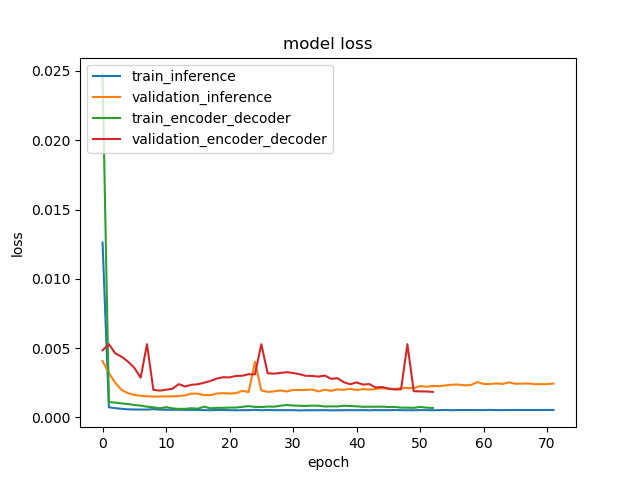 model loss
train_inference
validation_inference
train_encoder_decoder
validation_encoder_decoder
loss
0.025
0.020
0.015
0.010
0.005
0.000
0 10 20 30 40 50 60 70
epoch